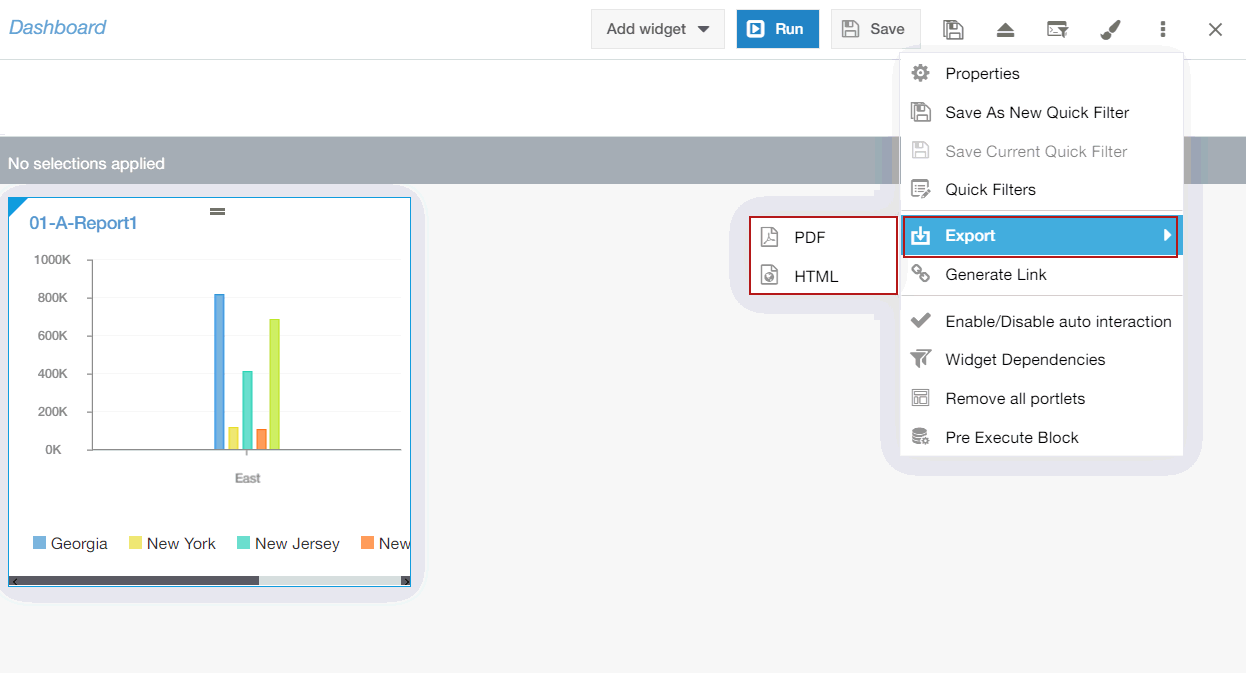 Dashboard
Add widget
Run
Save
Properties
Save As New Quick Filter
Save Current Quick Filter
Quick Filters
Export
Generate Link
Enable/Disable auto interaction
Widget Dependencies
Remove all portlets
Pre Execute Block
PDF
HTML
No selections applied
01-A-Report1
1000K
800K
600K
400K
200K
0K
East
Georgia New York New Jersey New